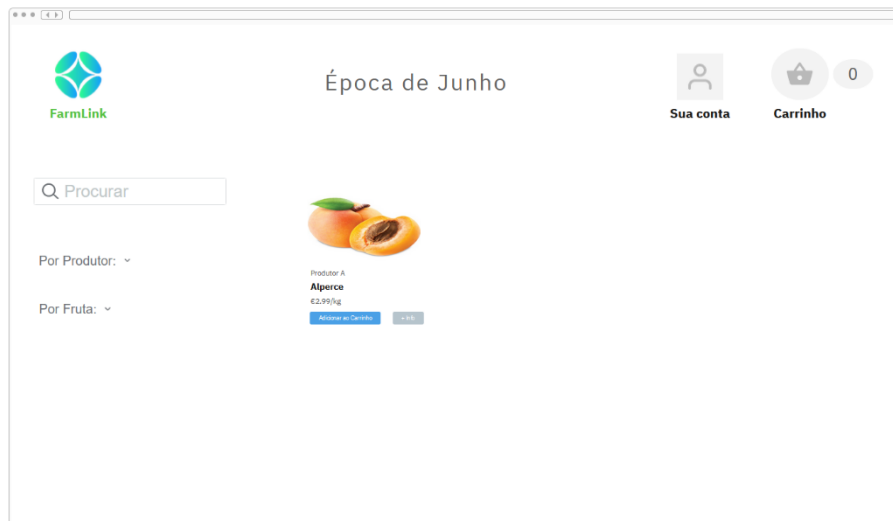 Época de Junho
0
FarmLink
Sua conta
Carrinho
Procurar
Por Produtor:
Por Fruta:
Produtor A
Alperce
€2.99/kg
Adicionar ao Carrinho
+ info